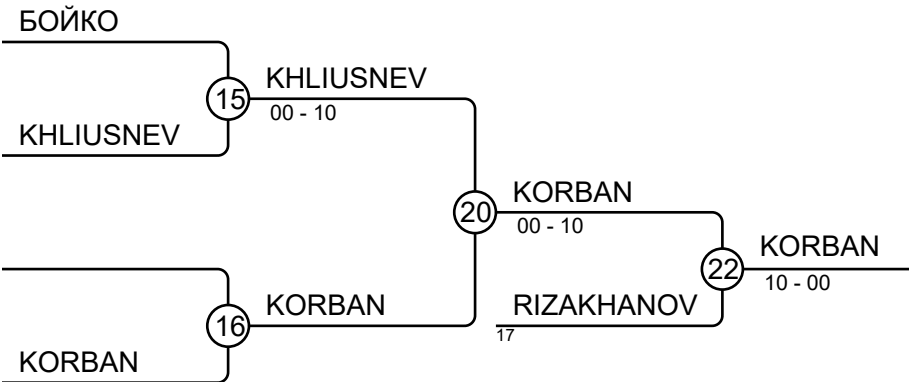 БОЙКО
15
KHLIUSNEV
00 - 10
KHLIUSNEV
20
KORBAN
00 - 10
22
KORBAN
10 - 00
16
KORBAN
RIZAKHANOV
17
KORBAN